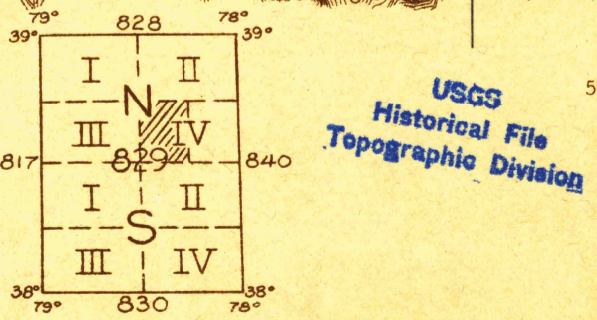 79° 828 78°
39° 39°
I II
N
III IV
817 829 840
I II
S
III IV
38° 38°
79° 830 78°
USGS
Historical File
Topographic Division
5